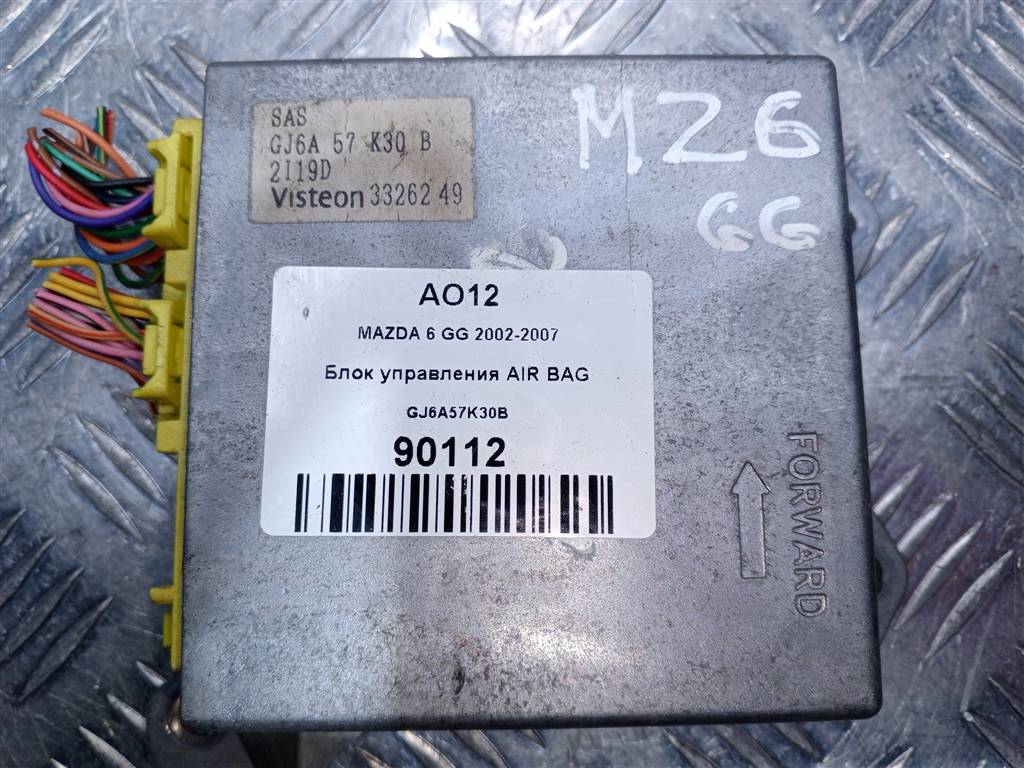 SAS
GJ6A 57 K30 B
2I19D
Visteon 33262 49
MZ6
GG
AO12
MAZDA 6 GG 2002-2007
Блок управления AIR BAG
GJ6A57K30B
90112
FORWARD